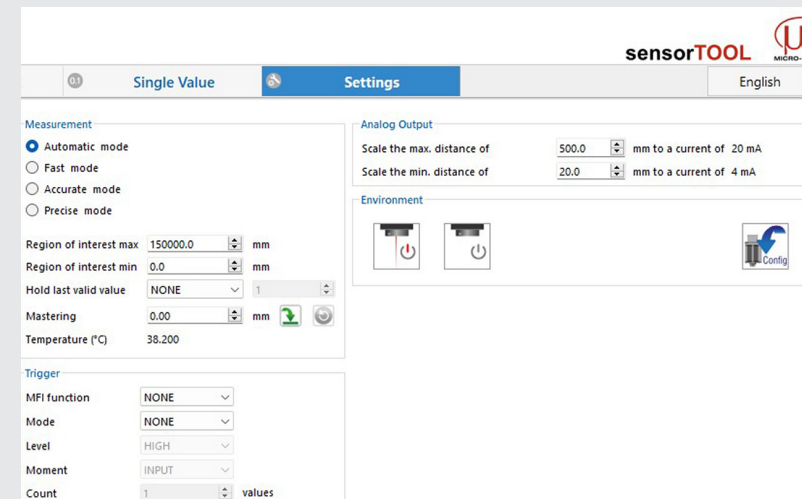 sensorTOOL
MICRO-
0.1 Single Value Settings English
Measurement
Automatic mode
Fast mode
Accurate mode
Precise mode
Region of interest max 150000.0 mm
Region of interest min 0.0 mm
Hold last valid value NONE 1
Mastering 0.00 mm
Temperature (°C) 38.200
Trigger
MFI function NONE
Mode NONE
Level HIGH
Moment INPUT
Count 1 values
Analog Output
Scale the max. distance of 500.0 mm to a current of 20 mA
Scale the min. distance of 20.0 mm to a current of 4 mA
Environment
Config